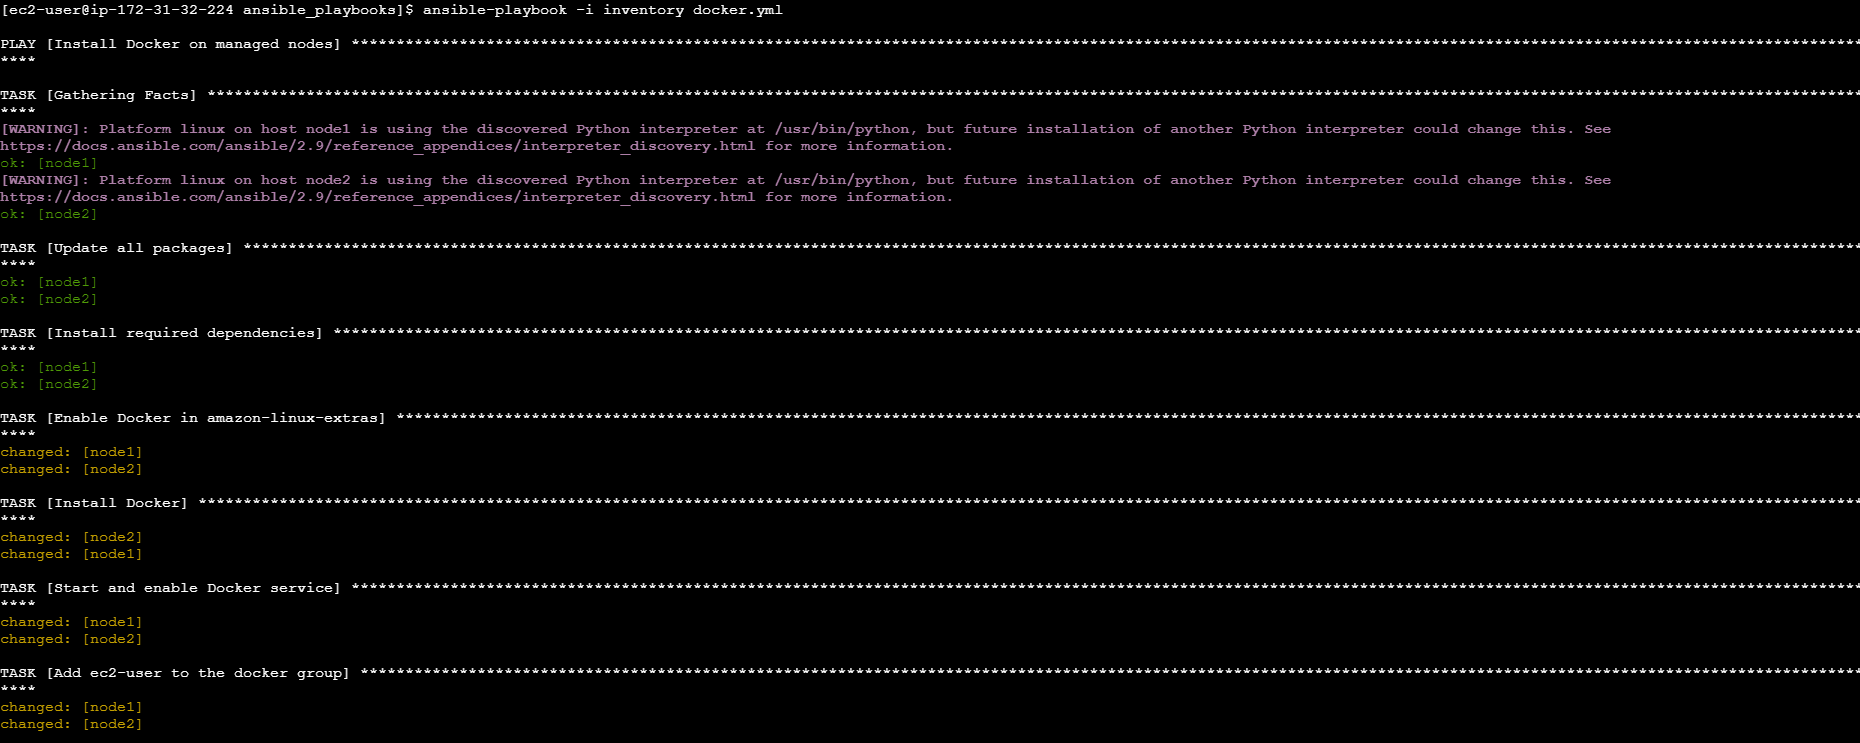 [ec2-user@ip-172-31-32-224 ansible_playbooks]$ ansible-playbook -i inventory docker.yml
PLAY [Install Docker on managed nodes] ************************************************************************************************************************************************************************
****
TASK [Gathering Facts] ****************************************************************************************************************************************************************************************
****
[WARNING]: Platform linux on host node1 is using the discovered Python interpreter at /usr/bin/python, but future installation of another Python interpreter could change this. See
https://docs.ansible.com/ansible/2.9/reference_appendices/interpreter_discovery.html for more information.
ok: [node1]
[WARNING]: Platform linux on host node2 is using the discovered Python interpreter at /usr/bin/python, but future installation of another Python interpreter could change this. See
https://docs.ansible.com/ansible/2.9/reference_appendices/interpreter_discovery.html for more information.
ok: [node2]
TASK [Update all packages] ************************************************************************************************************************************************************************************
****
ok: [node1]
ok: [node2]
TASK [Install required dependencies] **************************************************************************************************************************************************************************
****
ok: [node1]
ok: [node2]
TASK [Enable Docker in amazon-linux-extras] *******************************************************************************************************************************************************************
****
changed: [node1]
changed: [node2]
TASK [Install Docker] *****************************************************************************************************************************************************************************************
****
changed: [node2]
changed: [node1]
TASK [Start and enable Docker service] ************************************************************************************************************************************************************************
****
changed: [node1]
changed: [node2]
TASK [Add ec2-user to the docker group] ***********************************************************************************************************************************************************************
****
changed: [node1]
changed: [node2]